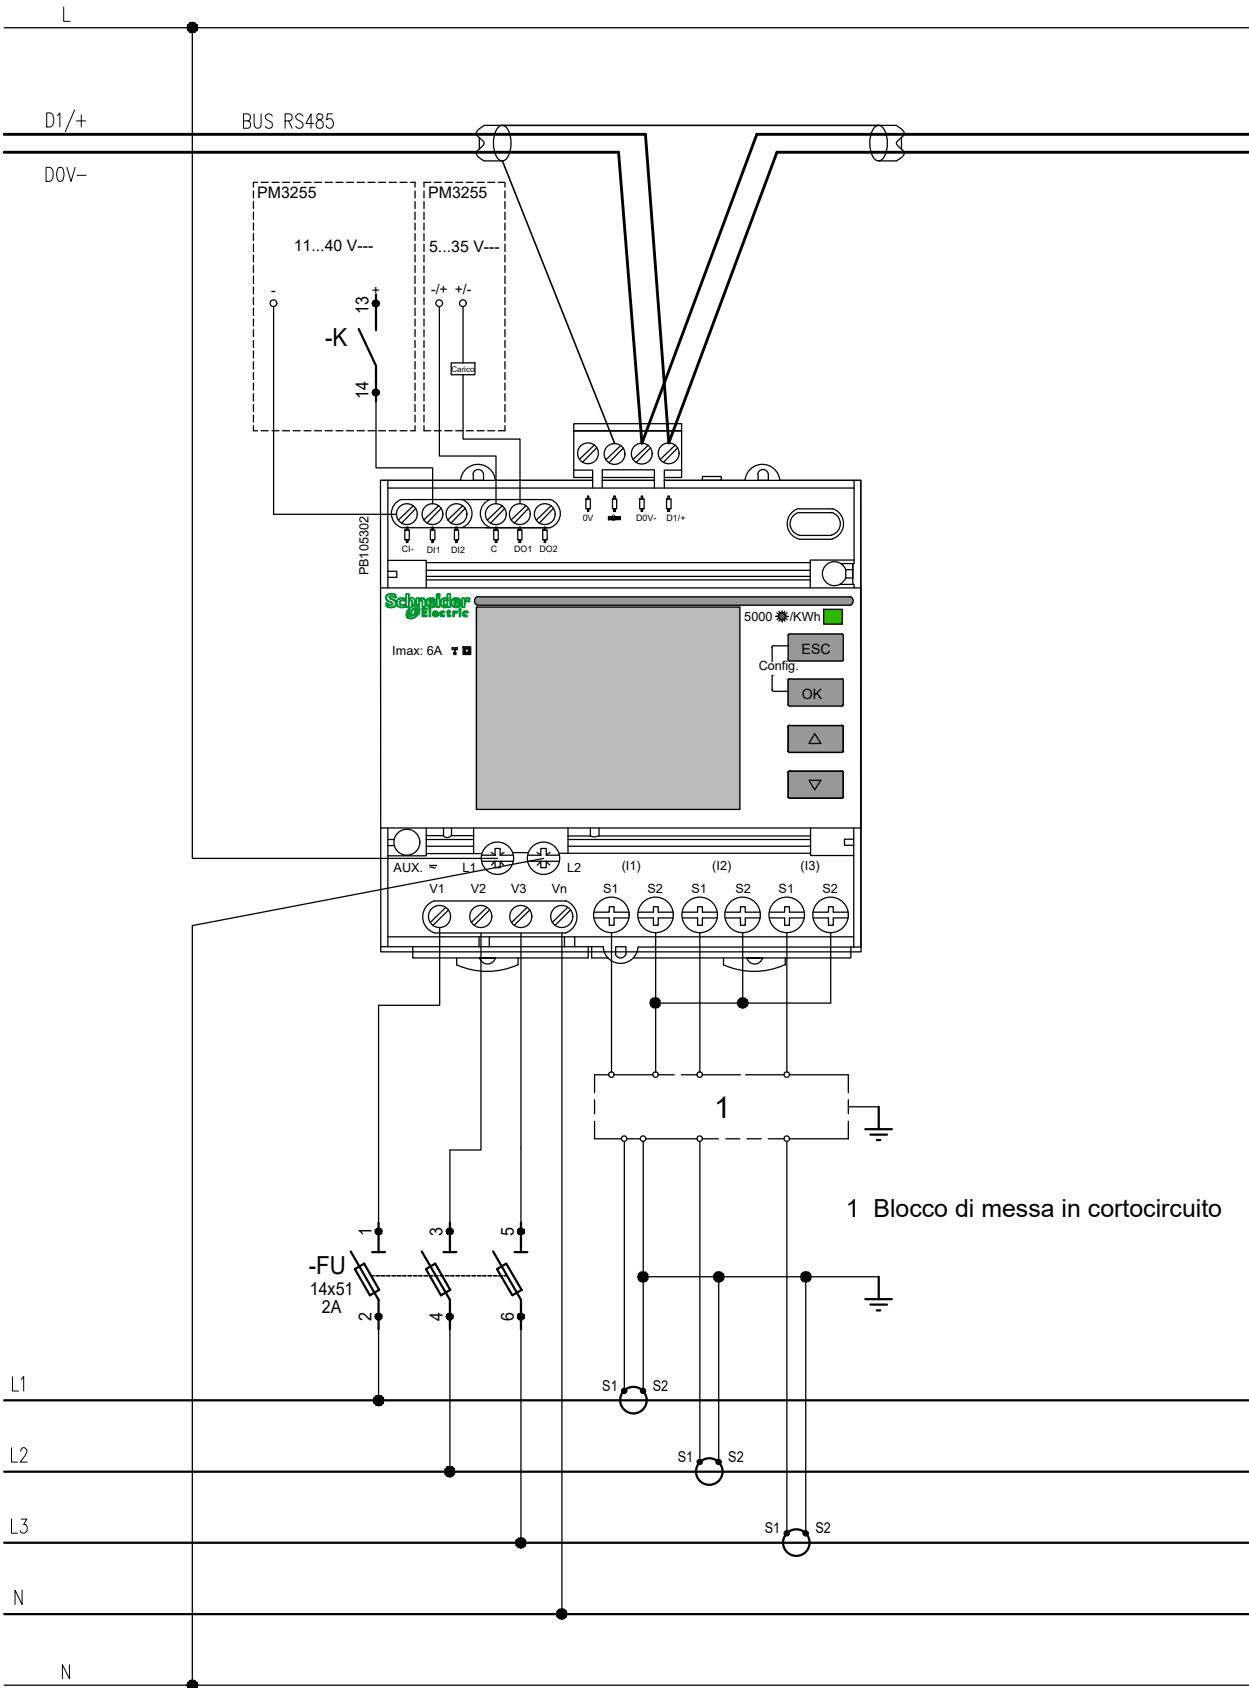 L
D1/+ BUS RS485
D0V-
PM3255 PM3255
11...40 V--- 5...35 V---
- + -/+ +/-
13
-K
14
Carico
0V D0V- D1/+
CI- DI1 DI2 C DO1 DO2
PB105302
Schneider
Electric
5000 /KWh
Imax: 6A
ESC
Config.
OK
AUX. L1 L2 (I1) (I2) (I3)
V1 V2 V3 Vn S1 S2 S1 S2 S1 S2
1
1 Blocco di messa in cortocircuito
1 3 5
-FU
14x51
2A
2 4 6
L1 S1 S2
L2 S1 S2
L3 S1 S2
N
N